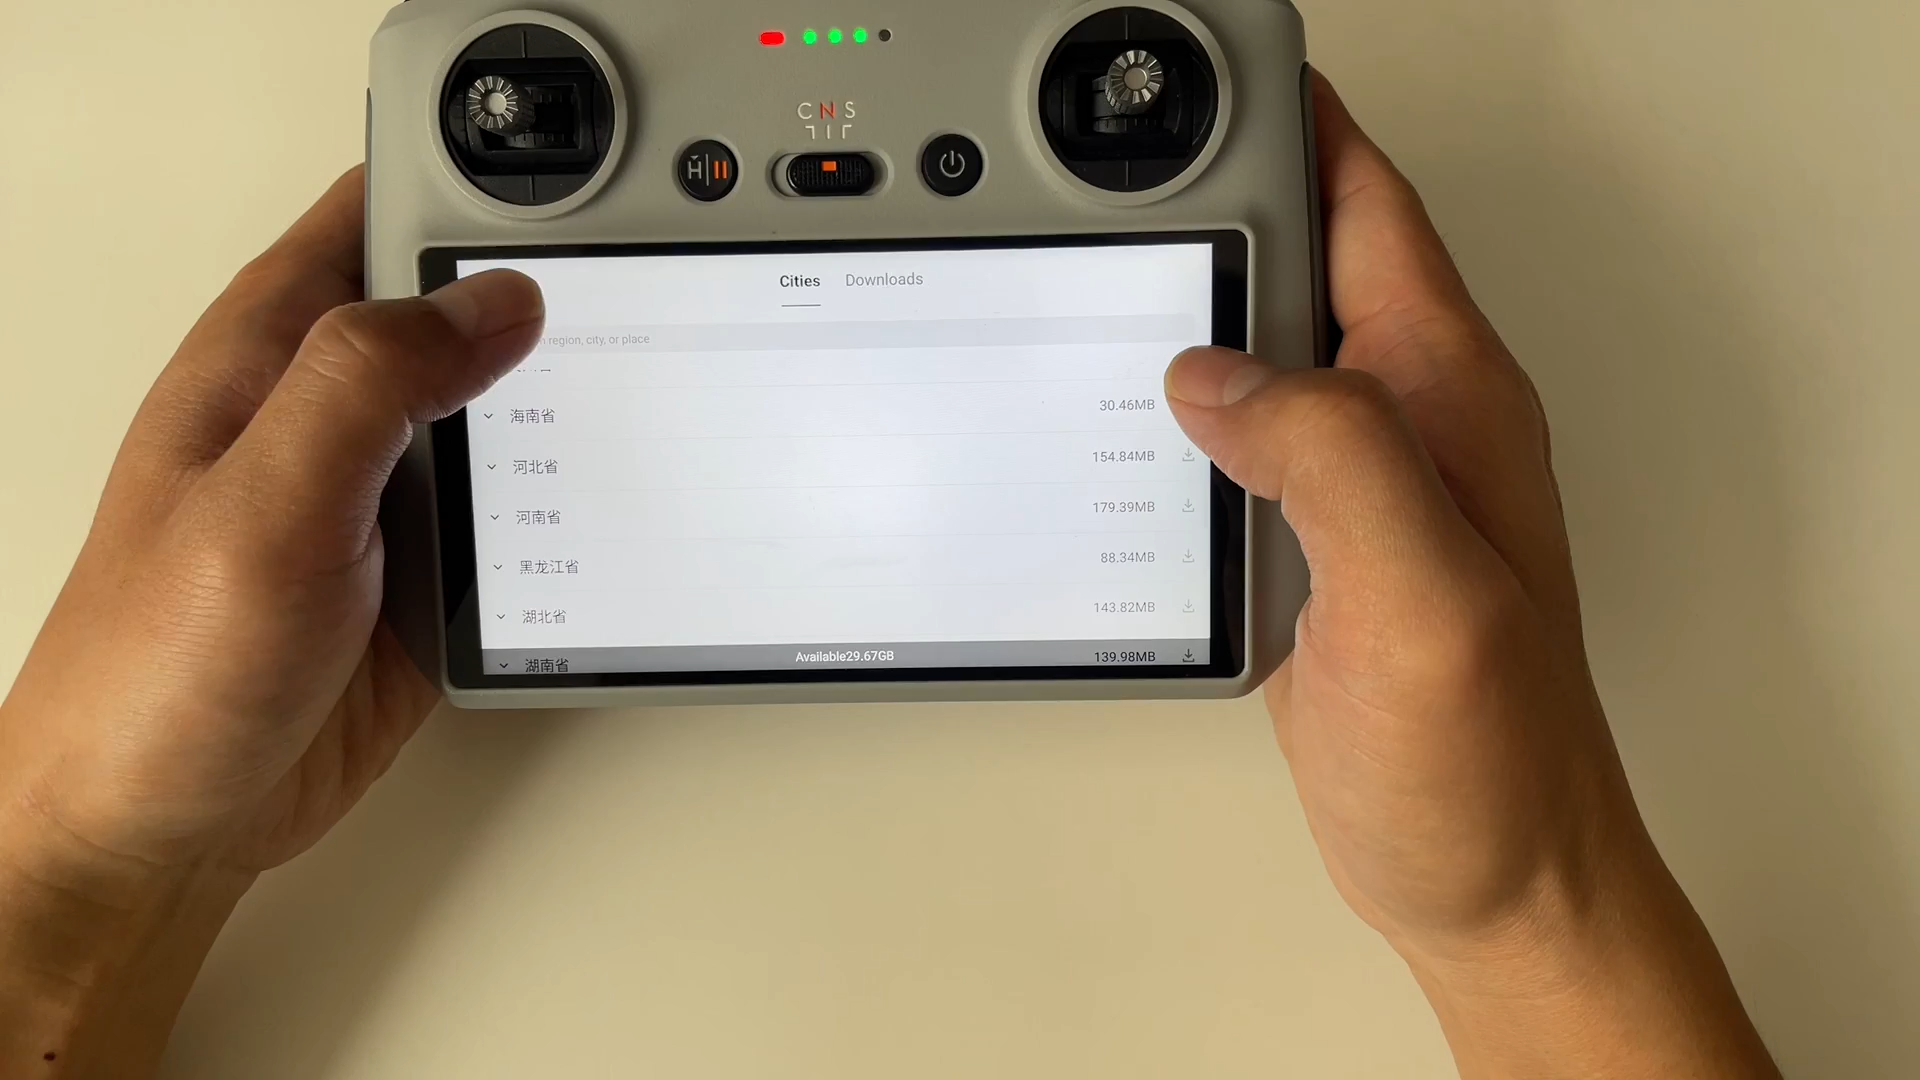 C N S
H
Cities Downloads
region, city, or place
海南省 30.46MB
河北省 154.84MB
河南省 179.39MB
黑龙江省 88.34MB
湖北省 143.82MB
湖南省 Available29.67GB 139.98MB